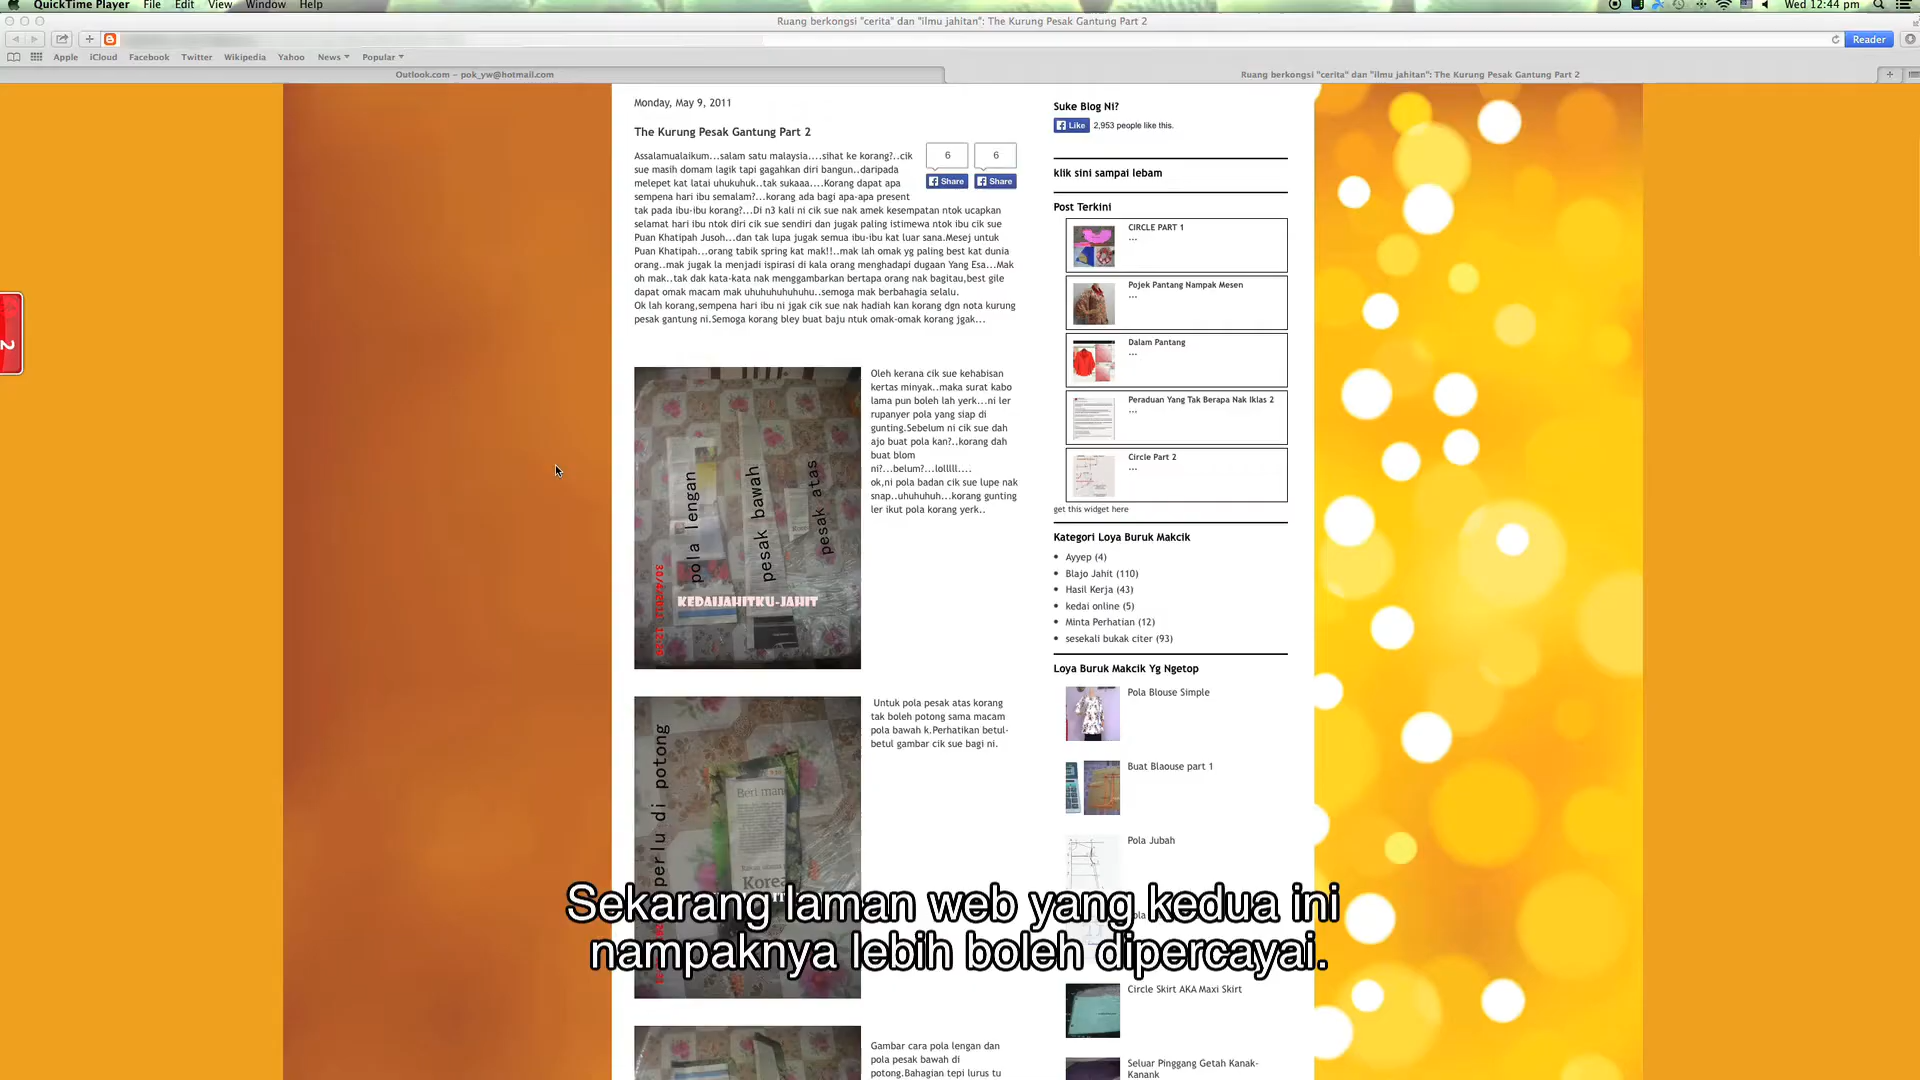 QuickTime Player File Edit View Window Help
Wed 12:44 pm
Ruang berkongsi "cerita" dan "ilmu jahitan": The Kurung Pesak Gantung Part 2
Reader
Apple iCloud Facebook Twitter Wikipedia Yahoo News Popular
Outlook.com – pok_yw@hotmail.com
Ruang berkongsi "cerita" dan "ilmu jahitan": The Kurung Pesak Gantung Part 2
Monday, May 9, 2011
The Kurung Pesak Gantung Part 2
6 6
Share Share
Assalamualaikum...salam satu malaysia....sihat ke korang?..cik
sue masih domam lagik tapi gagahkan diri bangun..daripada
melepet kat latai uhukuhuk..tak sukaaa....Korang dapat apa
sempena hari ibu semalam?...korang ada bagi apa-apa present
tak pada ibu-ibu korang?...Di n3 kali ni cik sue nak amek kesempatan ntok ucapkan
selamat hari ibu ntok diri cik sue sendiri dan jugak paling istimewa ntok ibu cik sue
Puan Khatipah Jusoh...dan tak lupa jugak semua ibu-ibu kat luar sana.Mesej untuk
Puan Khatipah...orang tabik spring kat mak!!..mak lah omak yg paling best kat dunia
orang..mak jugak la menjadi ispirasi di kala orang menghadapi dugaan Yang Esa...Mak
oh mak..tak dak kata-kata nak menggambarkan bertapa orang nak bagitau,best gile
dapat omak macam mak uhuhuhuhuhuhu..semoga mak berbahagia selalu.
Ok lah korang,sempena hari ibu ni jgak cik sue nak hadiah kan korang dgn nota kurung
pesak gantung ni.Semoga korang bley buat baju ntuk omak-omak korang jgak...
pola lengan
pesak bawah
pesak atas
30/4/2011 12:20
KEDAIJAHITKU-JAHIT
Oleh kerana cik sue kehabisan
kertas minyak..maka surat kabo
lama pun boleh lah yerk...ni ler
rupanyer pola yang siap di
gunting.Sebelum ni cik sue dah
ajo buat pola kan?..korang dah
buat blom
ni?...belum?...lolllll....
ok,ni pola badan cik sue lupe nak
snap..uhuhuhuh...korang gunting
ler ikut pola korang yerk..
perlu di potong
Beri man
Korea
Untuk pola pesak atas korang
tak boleh potong sama macam
pola bawah k.Perhatikan betul-
betul gambar cik sue bagi ni.
Gambar cara pola lengan dan
pola pesak bawah di
potong.Bahagian tepi lurus tu
Suke Blog Ni?
Like 2,953 people like this.
klik sini sampai lebam
Post Terkini
CIRCLE PART 1
...
Pojek Pantang Nampak Mesen
...
Dalam Pantang
...
Peraduan Yang Tak Berapa Nak Iklas 2
...
Circle Part 2
...
get this widget here
Kategori Loya Buruk Makcik
Ayyep (4)
Blajo Jahit (110)
Hasil Kerja (43)
kedai online (5)
Minta Perhatian (12)
sesekali bukak citer (93)
Loya Buruk Makcik Yg Ngetop
Pola Blouse Simple
Buat Blaouse part 1
Pola Jubah
Circle Skirt AKA Maxi Skirt
Seluar Pinggang Getah Kanak-
Kanank
2
Sekarang laman web yang kedua ini
nampaknya lebih boleh dipercayai.